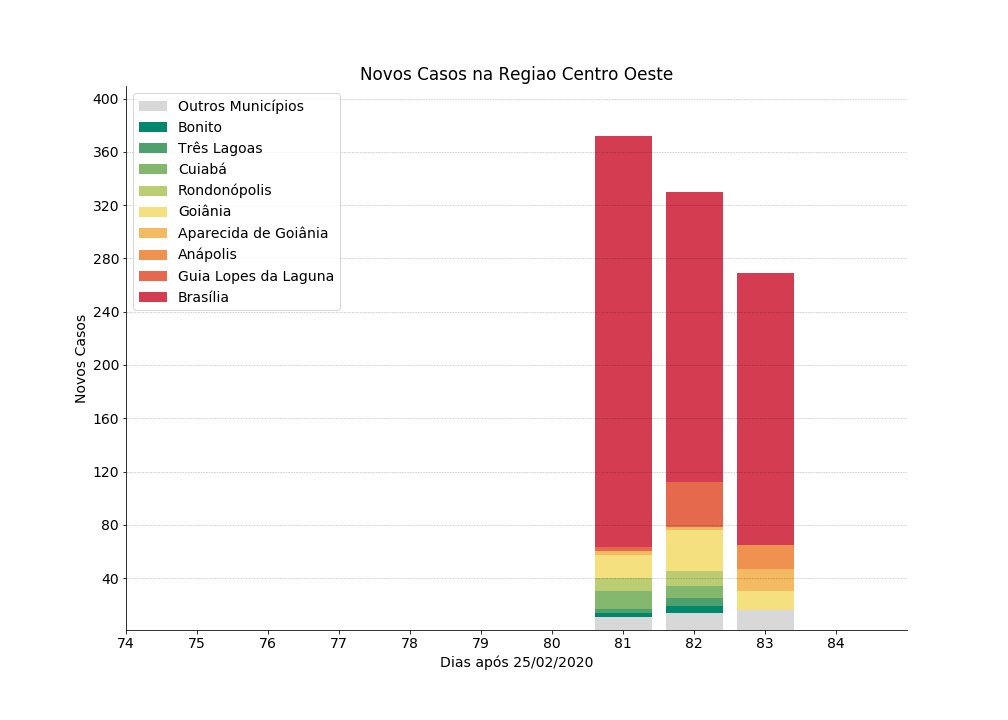 Novos Casos na Regiao Centro Oeste
400
360
320
280
240
200
160
120
80
40
Novos Casos
Outros Municípios
Bonito
Três Lagoas
Cuiabá
Rondonópolis
Goiânia
Aparecida de Goiânia
Anápolis
Guia Lopes da Laguna
Brasília
74 75 76 77 78 79 80 81 82 83 84
Dias após 25/02/2020